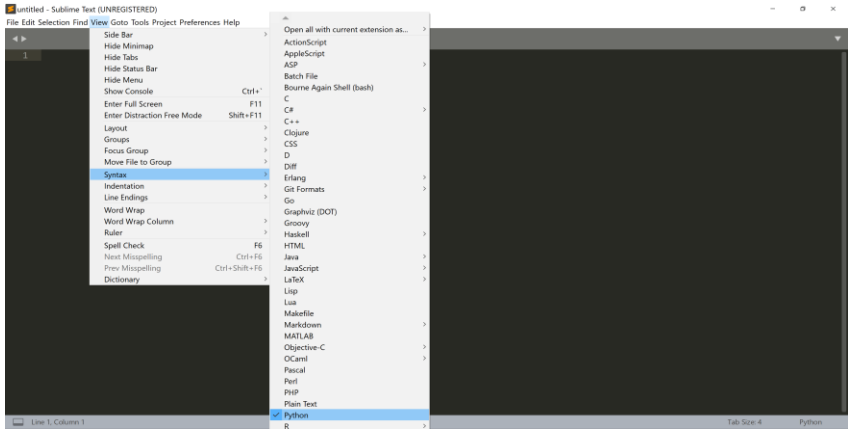 untitled - Sublime Text (UNREGISTERED)
File Edit Selection Find View Goto Tools Project Preferences Help
1
Side Bar
Hide Minimap
Hide Tabs
Hide Status Bar
Hide Menu
Show Console Ctrl+`
Enter Full Screen F11
Enter Distraction Free Mode Shift+F11
Layout
Groups
Focus Group
Move File to Group
Syntax
Indentation
Line Endings
Word Wrap
Word Wrap Column
Ruler
Spell Check F6
Next Misspelling Ctrl+F6
Prev Misspelling Ctrl+Shift+F6
Dictionary
Open all with current extension as...
ActionScript
AppleScript
ASP
Batch File
Bourne Again Shell (bash)
C
C#
C++
Clojure
CSS
D
Diff
Erlang
Git Formats
Go
Graphviz (DOT)
Groovy
Haskell
HTML
Java
JavaScript
LaTeX
Lisp
Lua
Makefile
Markdown
MATLAB
Objective-C
OCaml
Pascal
Perl
PHP
Plain Text
Python
R
Line 1, Column 1 Tab Size: 4 Python